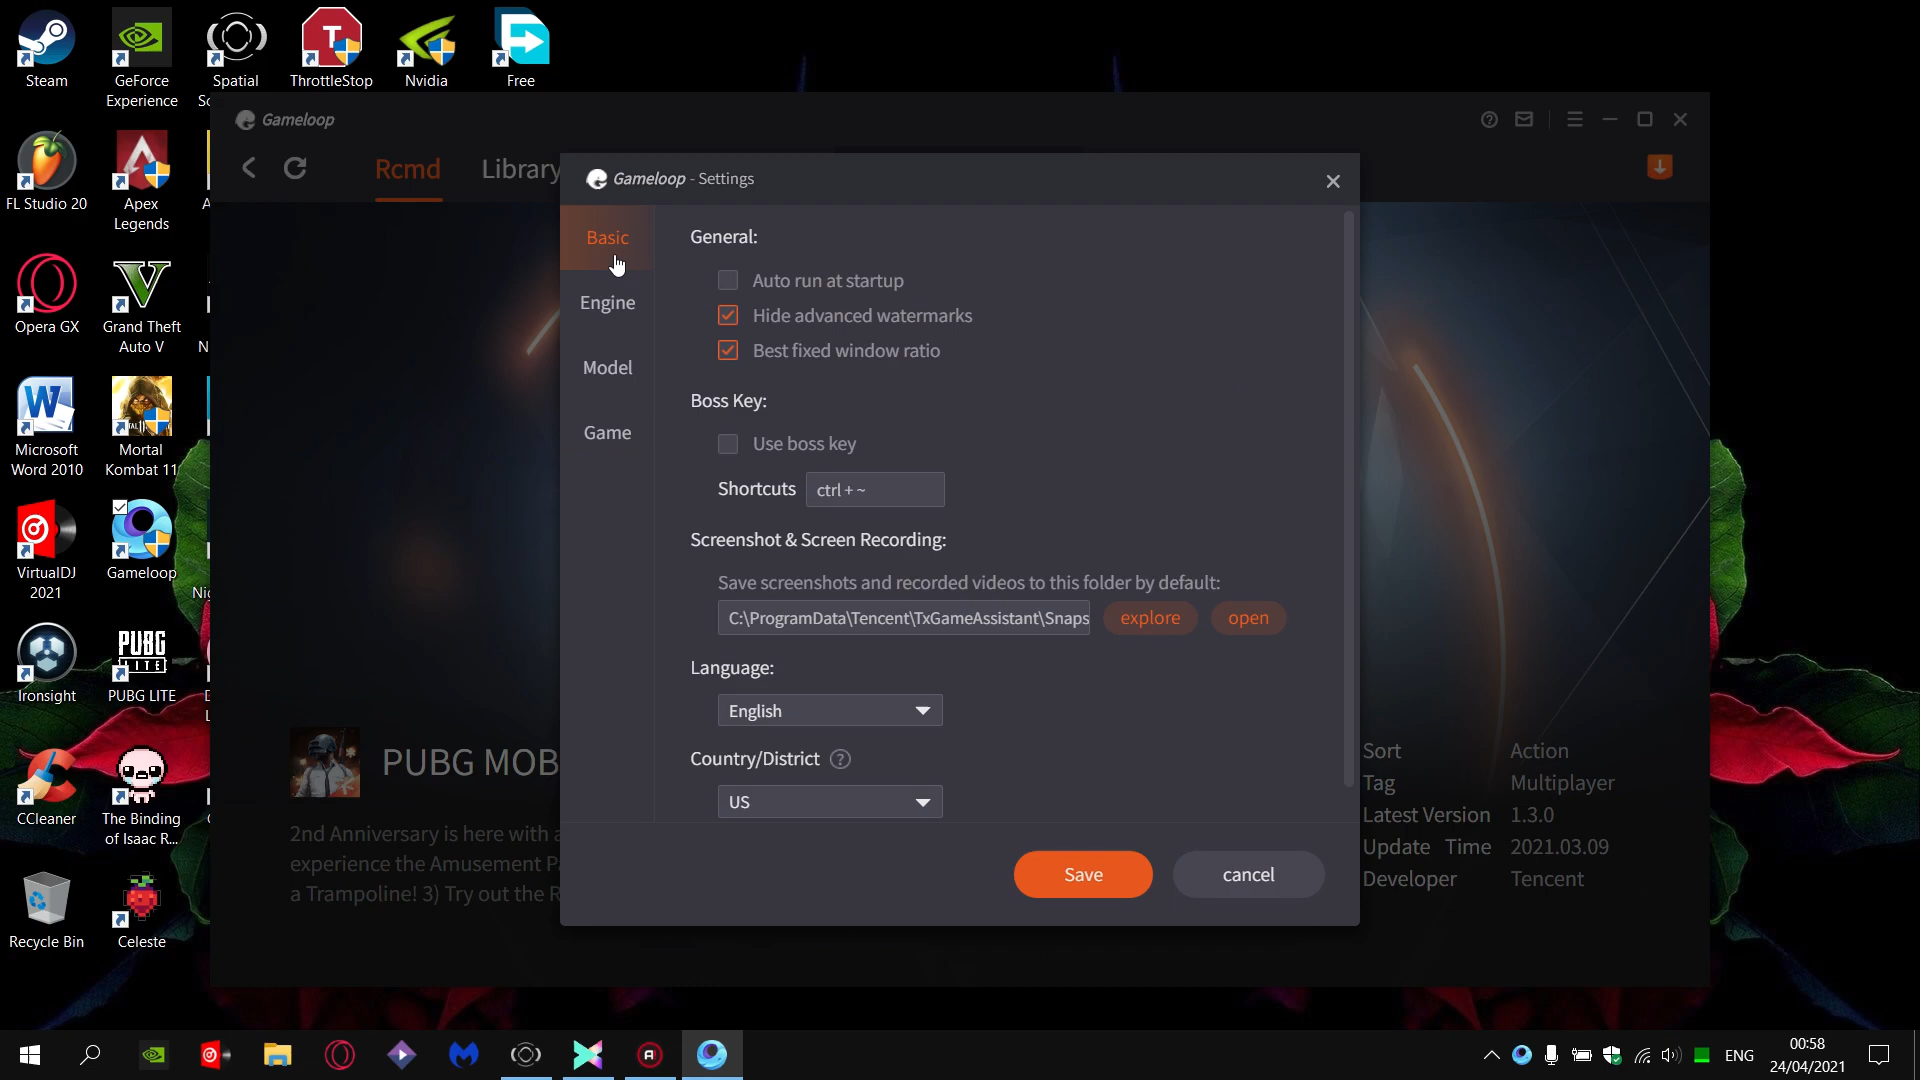 Steam
GeForce
Experience
Spatial
ThrottleStop
Nvidia
Free
FL Studio 20
Apex
Legends
Opera GX
Grand Theft
Auto V
Microsoft
Word 2010
Mortal
Kombat 11
VirtualDJ
2021
Gameloop
Ironsight
PUBG LITE
CCleaner
The Binding
of Isaac R...
Recycle Bin
Celeste
Gameloop
Rcmd
Library
Gameloop - Settings
Basic
Engine
Model
Game
General:
Auto run at startup
Hide advanced watermarks
Best fixed window ratio
Boss Key:
Use boss key
Shortcuts
ctrl + ~
Screenshot & Screen Recording:
Save screenshots and recorded videos to this folder by default:
C:\ProgramData\Tencent\TxGameAssistant\Snaps
explore
open
Language:
English
Country/District
US
Save
cancel
PUBG MOB
2nd Anniversary is here with a
experience the Amusement P
a Trampoline! 3) Try out the R
Sort Action
Tag Multiplayer
Latest Version 1.3.0
Update Time 2021.03.09
Developer Tencent
ENG
00:58
24/04/2021